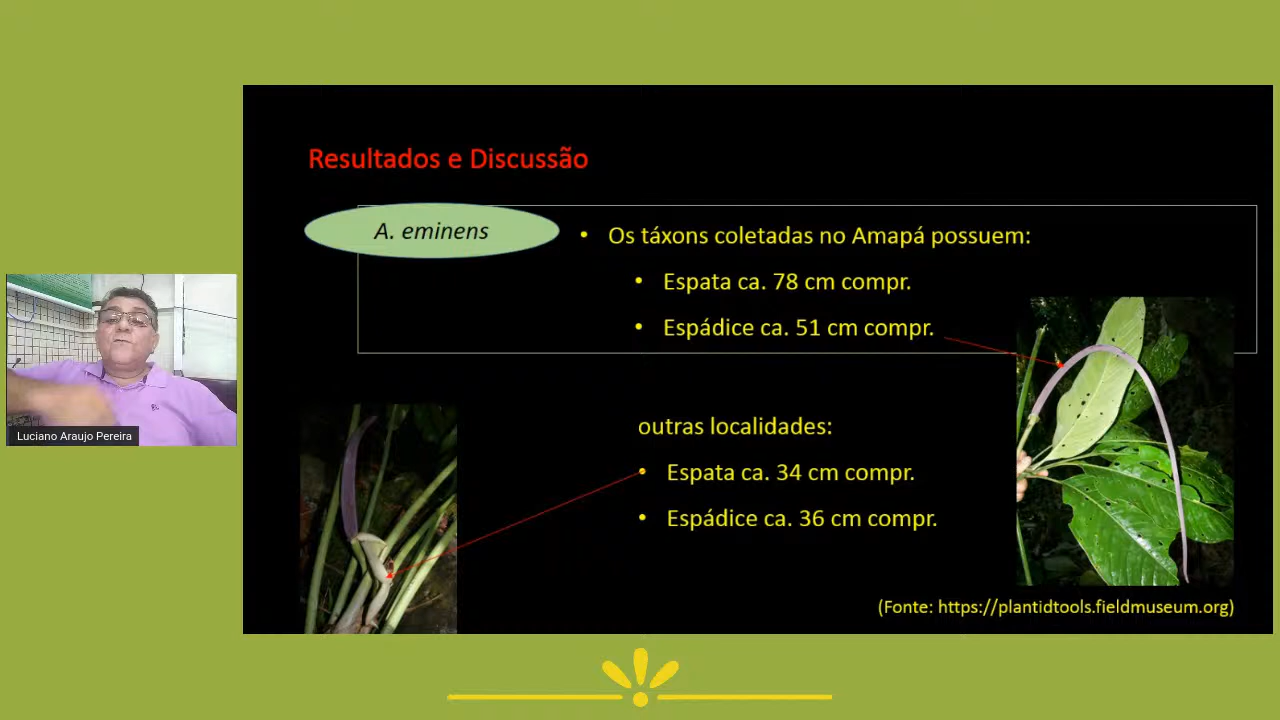 Resultados e Discussão
A. eminens
• Os táxons coletadas no Amapá possuem:
• Espata ca. 78 cm compr.
• Espádice ca. 51 cm compr.
Luciano Araujo Pereira
outras localidades:
• Espata ca. 34 cm compr.
• Espádice ca. 36 cm compr.
(Fonte: https://plantidtools.fieldmuseum.org)